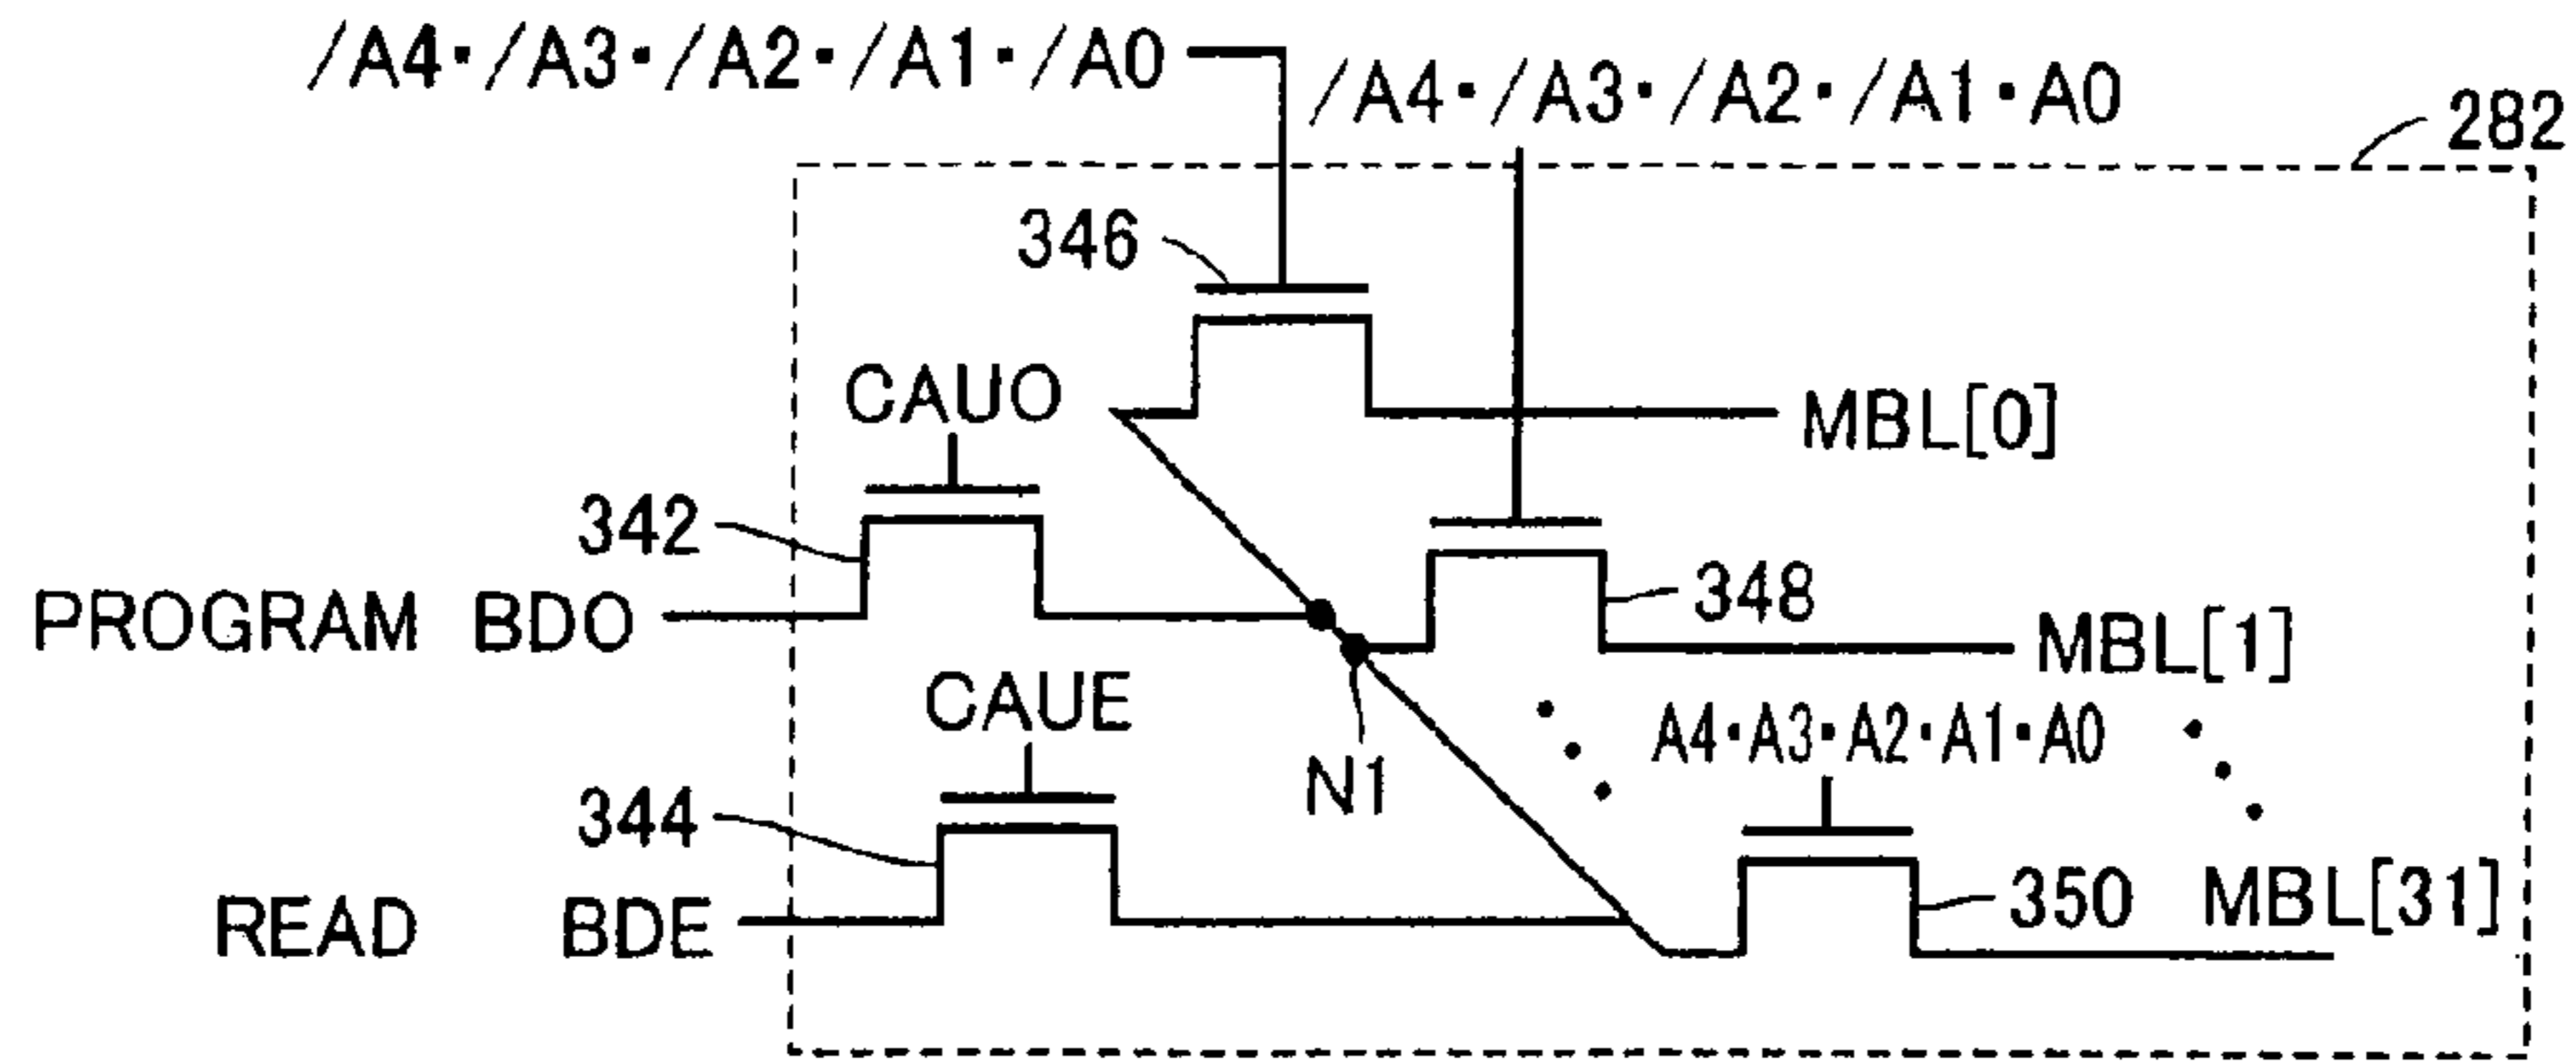 /A4·/A3·/A2·/A1·/A0
/A4·/A3·/A2·/A1·A0
282
346
CAUO
MBL[0]
342
348
PROGRAM BDO
MBL[1]
CAUE
A4·A3·A2·A1·A0
N1
344
350
MBL[31]
READ BDE